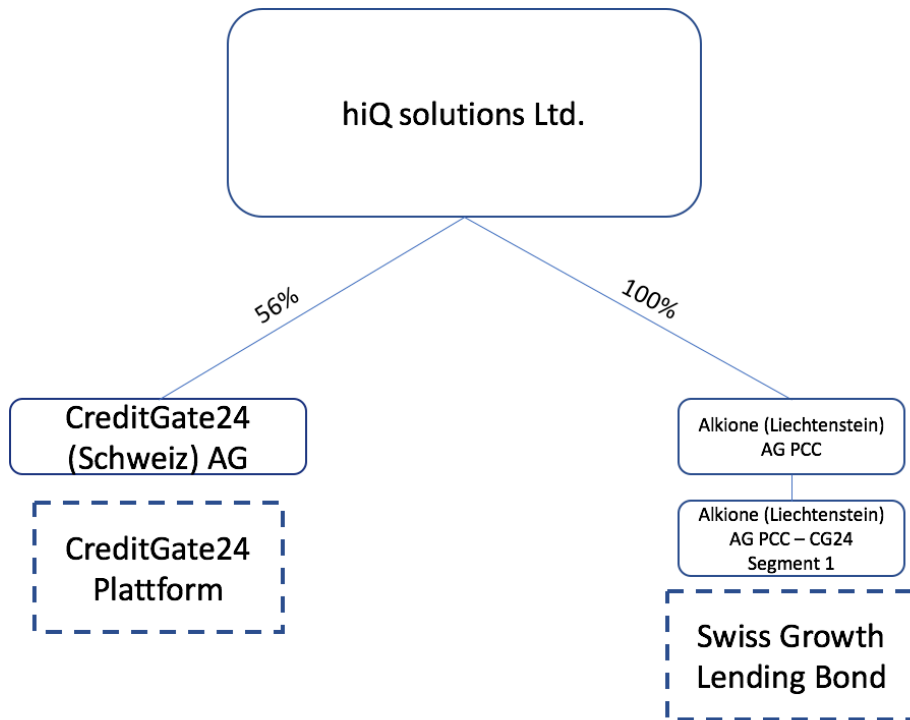 hiQ solutions Ltd.
56%
100%
CreditGate24
(Schweiz) AG
Alkione (Liechtenstein)
AG PCC
CreditGate24
Plattform
Alkione (Liechtenstein)
AG PCC – CG24
Segment 1
Swiss Growth
Lending Bond